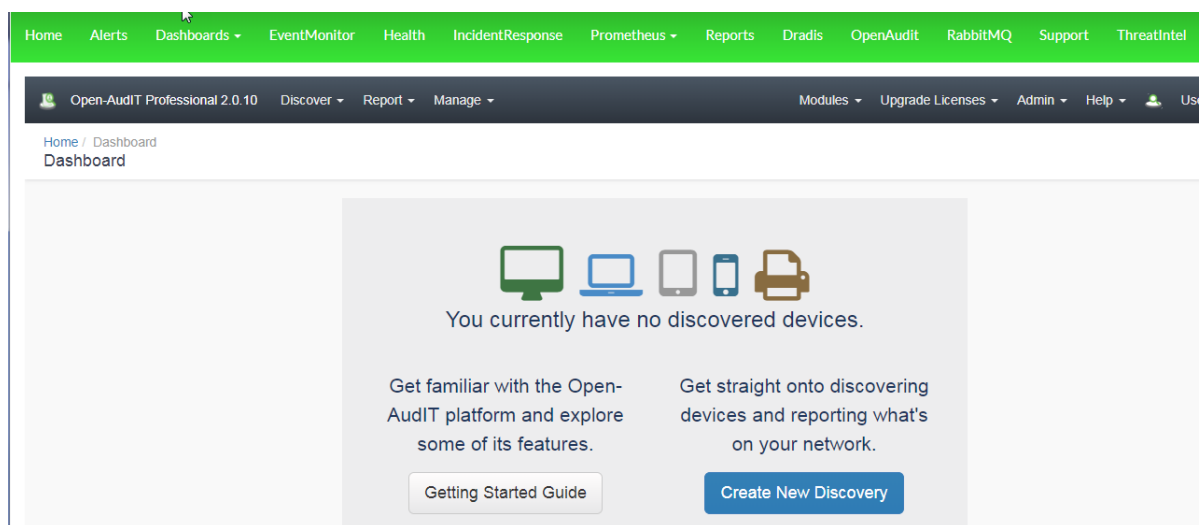 Home Alerts Dashboards EventMonitor Health IncidentResponse Prometheus Reports Dradis OpenAudit RabbitMQ Support ThreatIntel
Open-AudIT Professional 2.0.10 Discover Report Manage Modules Upgrade Licenses Admin Help Use
Home / Dashboard
Dashboard
You currently have no discovered devices.
Get familiar with the Open-
AudIT platform and explore
some of its features.
Getting Started Guide
Get straight onto discovering
devices and reporting what's
on your network.
Create New Discovery